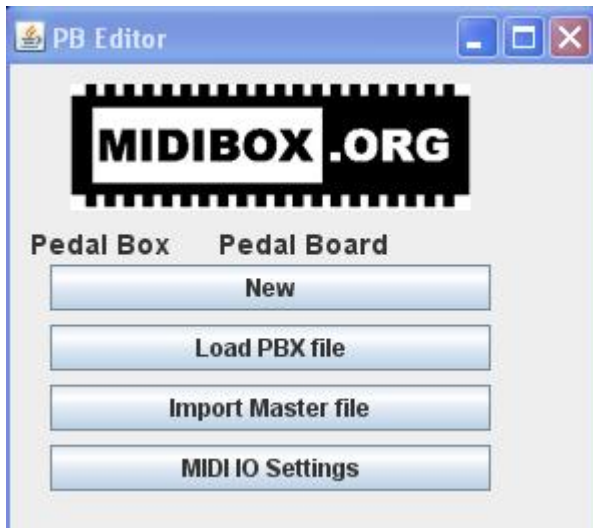 PB Editor
MIDIBOX.ORG
Pedal Box Pedal Board
New
Load PBX file
Import Master file
MIDI IO Settings